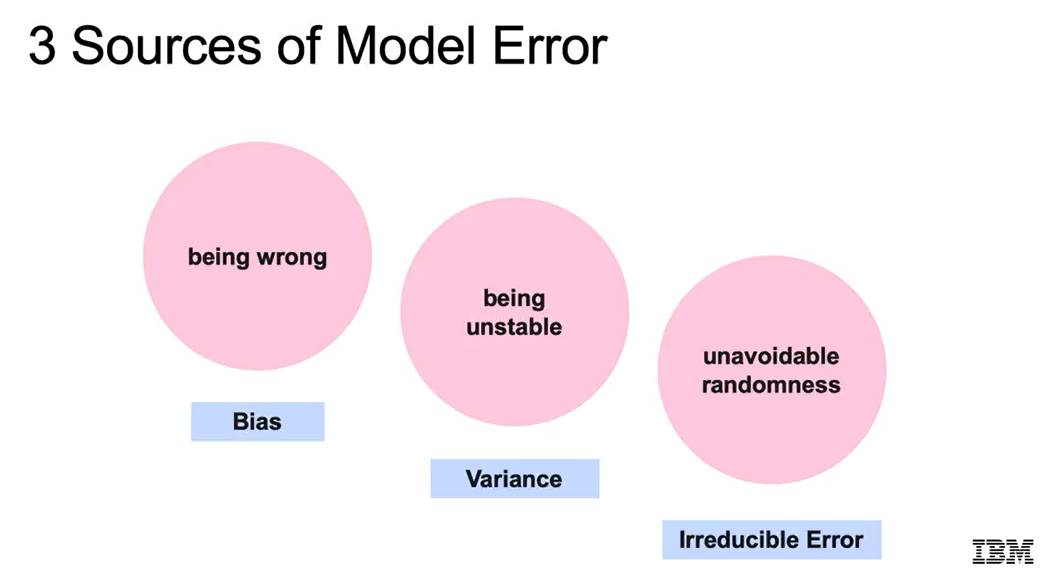 3 Sources of Model Error
being wrong
Bias
being
unstable
Variance
unavoidable
randomness
Irreducible Error
IBM